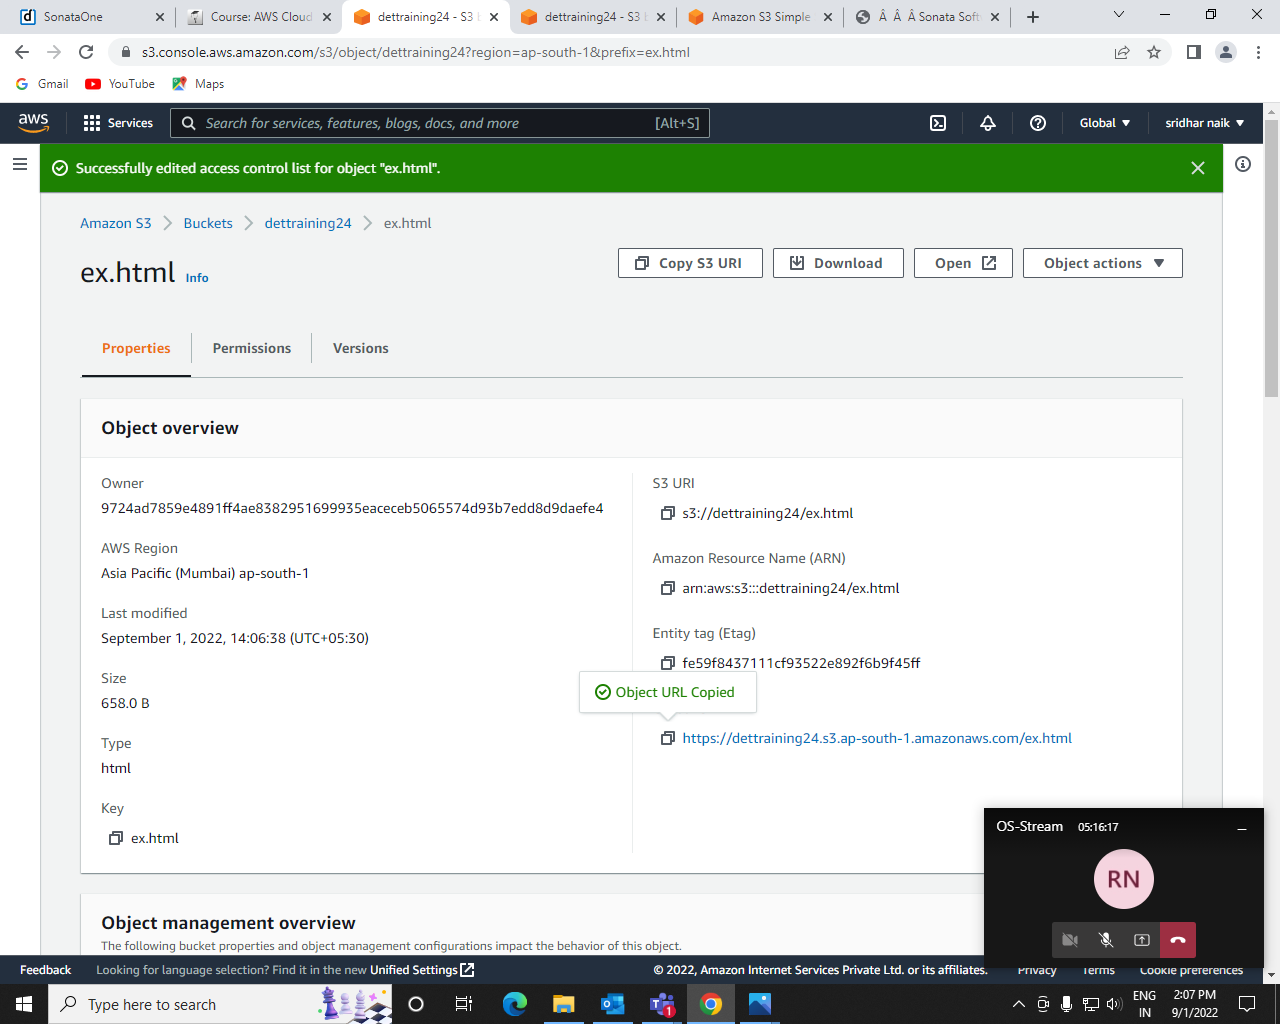 SonataOne
Course: AWS Cloud
dettraining24 - S3 b
dettraining24 - S3 b
Amazon S3 Simple
Â Â Â Sonata Soft
s3.console.aws.amazon.com/s3/object/dettraining24?region=ap-south-1&prefix=ex.html
Gmail
YouTube
Maps
aws
Services
Search for services, features, blogs, docs, and more
[Alt+S]
Global
sridhar naik
Successfully edited access control list for object "ex.html".
Amazon S3
Buckets
dettraining24
ex.html
ex.html
Info
Copy S3 URI
Download
Open
Object actions
Properties
Permissions
Versions
Object overview
Owner
9724ad7859e4891ff4ae8382951699935eaceceb5065574d93b7edd8d9daefe4
AWS Region
Asia Pacific (Mumbai) ap-south-1
Last modified
September 1, 2022, 14:06:38 (UTC+05:30)
Size
658.0 B
Type
html
Key
ex.html
S3 URI
s3://dettraining24/ex.html
Amazon Resource Name (ARN)
arn:aws:s3:::dettraining24/ex.html
Entity tag (Etag)
fe59f8437111cf93522e892f6b9f45ff
Object URL Copied
https://dettraining24.s3.ap-south-1.amazonaws.com/ex.html
OS-Stream
05:16:17
RN
Object management overview
The following bucket properties and object management configurations impact the behavior of this object.
Feedback
Looking for language selection? Find it in the new Unified Settings
© 2022, Amazon Internet Services Private Ltd. or its affiliates.
Privacy
Terms
Cookie preferences
Type here to search
1
ENG
IN
2:07 PM
9/1/2022